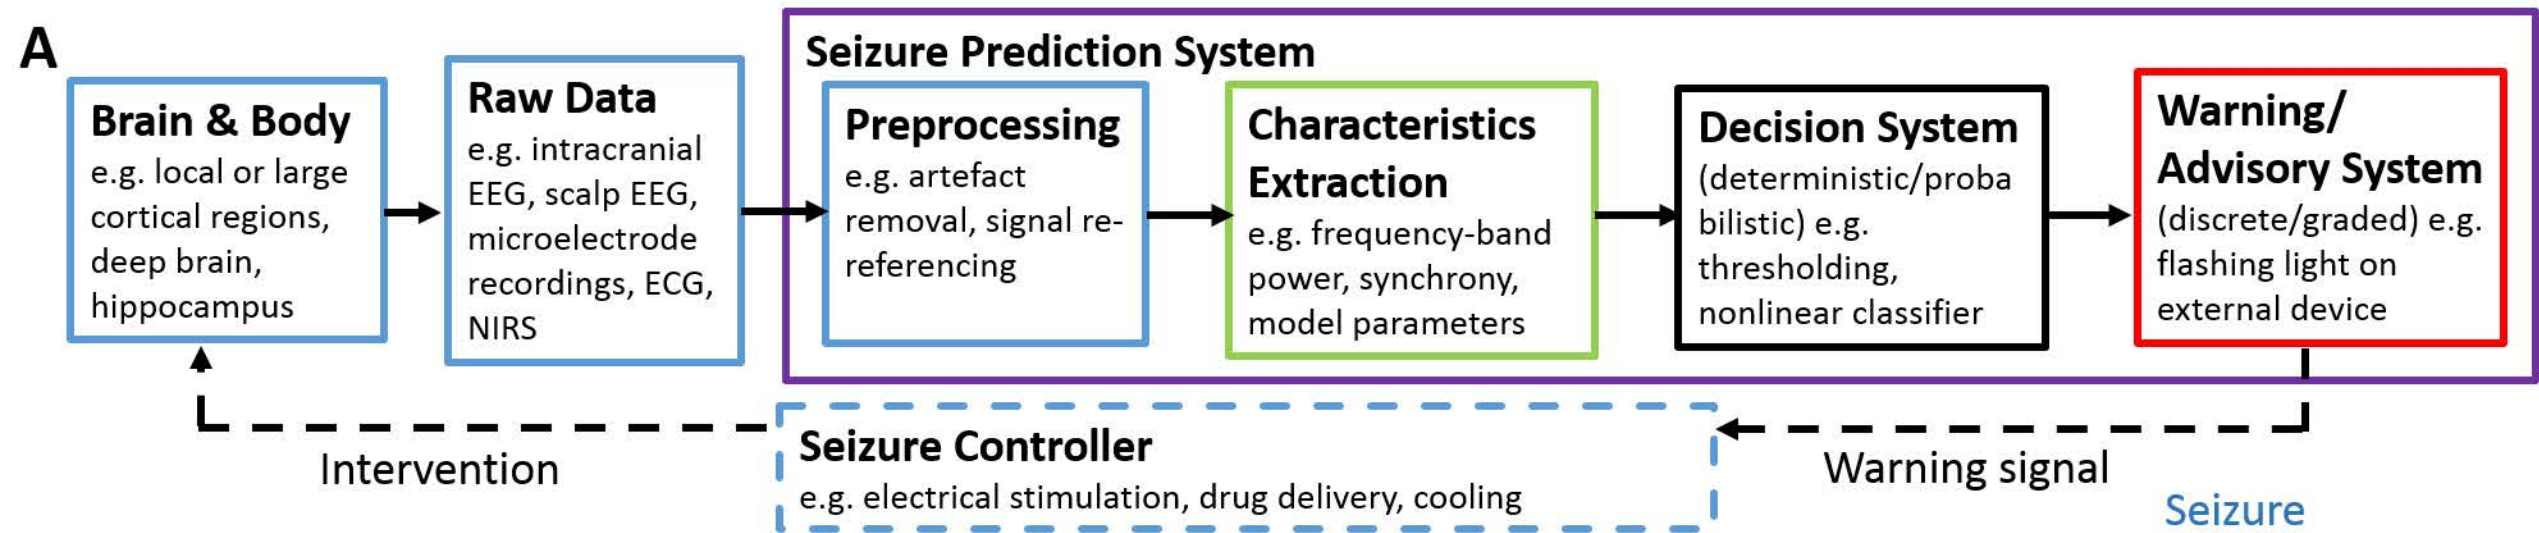 A
Seizure Prediction System
Brain & Body
e.g. local or large
cortical regions,
deep brain,
hippocampus
Raw Data
e.g. intracranial
EEG, scalp EEG,
microelectrode
recordings, ECG,
NIRS
Preprocessing
e.g. artefact
removal, signal re-
referencing
Characteristics
Extraction
e.g. frequency-band
power, synchrony,
model parameters
Decision System
(deterministic/proba
bilistic) e.g.
thresholding,
nonlinear classifier
Warning/
Advisory System
(discrete/graded) e.g.
flashing light on
external device
Intervention
Seizure Controller
e.g. electrical stimulation, drug delivery, cooling
Warning signal
Seizure